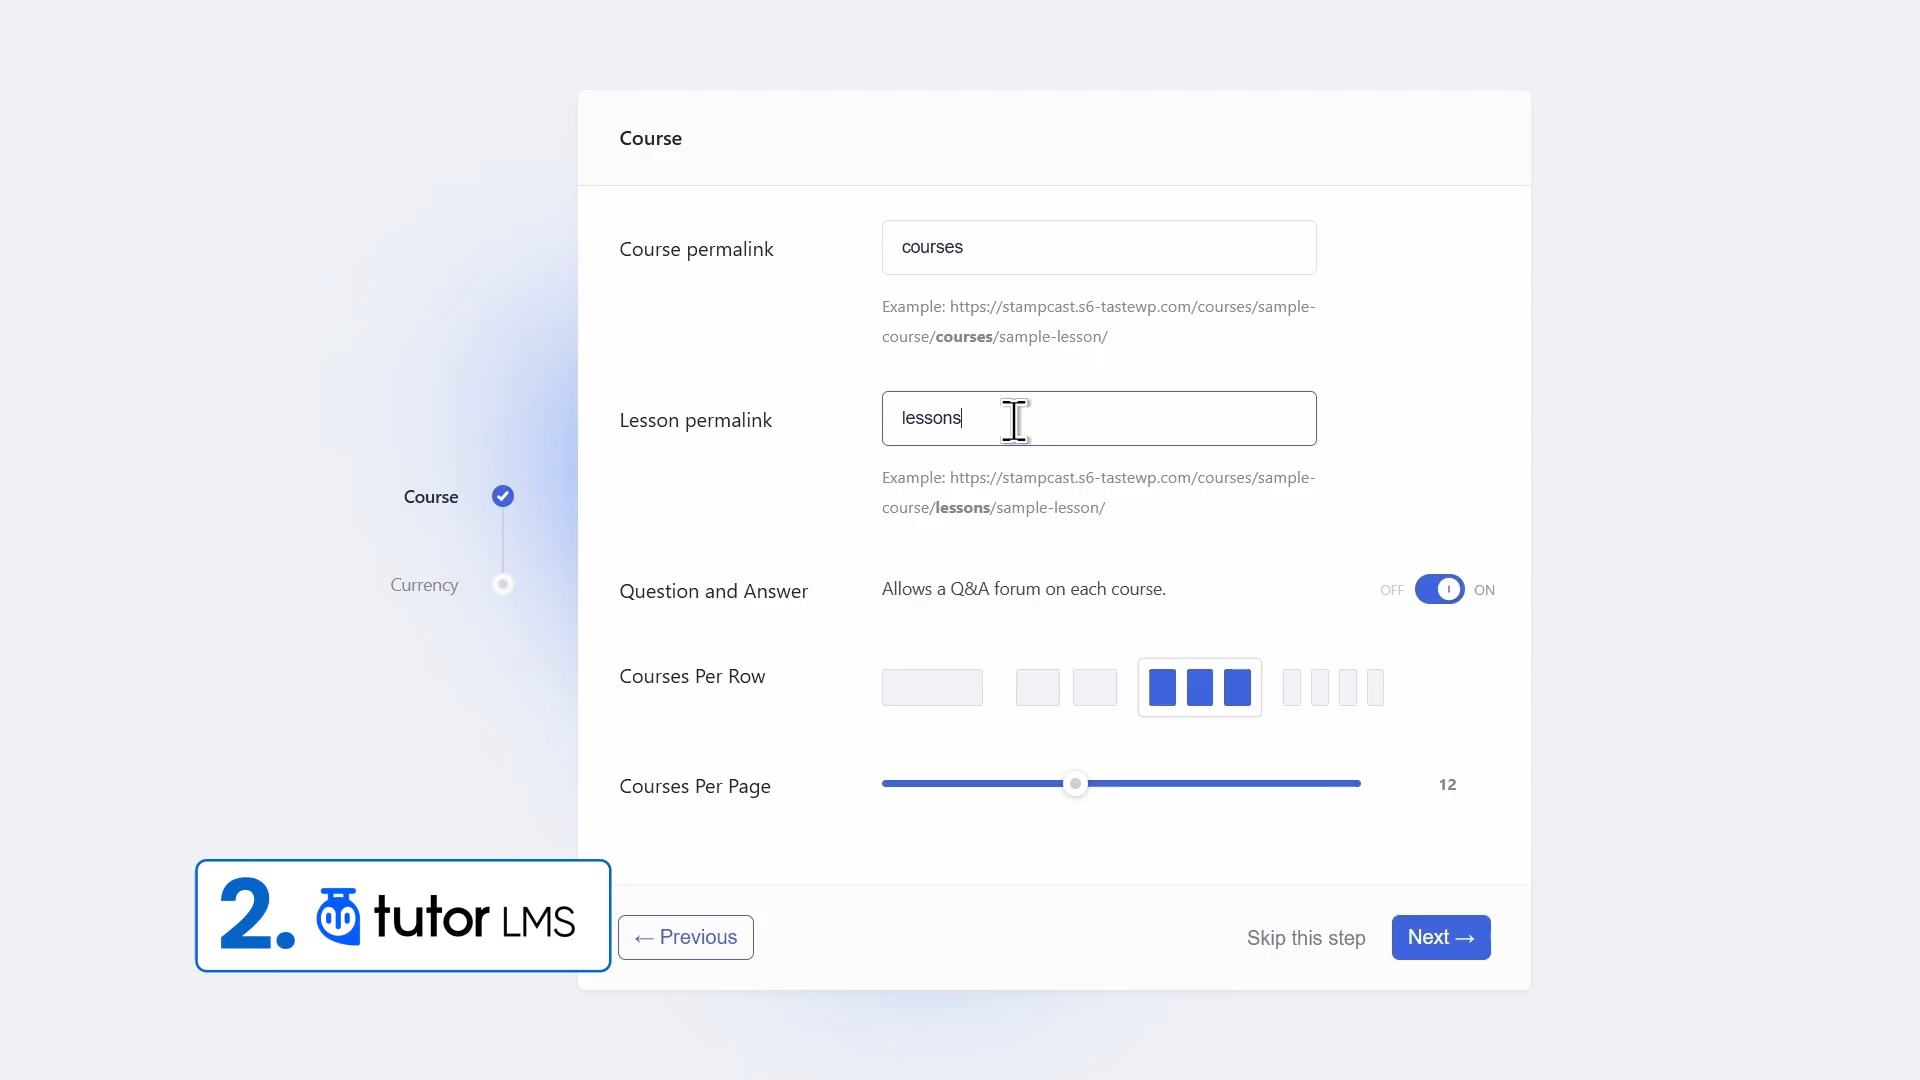 Course
Course permalink
courses
Example: https://stampcast.s6-tastewp.com/courses/sample-
course/courses/sample-lesson/
Lesson permalink
lessons
Example: https://stampcast.s6-tastewp.com/courses/sample-
course/lessons/sample-lesson/
Course
Currency
Question and Answer
Allows a Q&A forum on each course.
OFF
ON
Courses Per Row
Courses Per Page
12
2. tutor LMS
← Previous
Skip this step
Next →